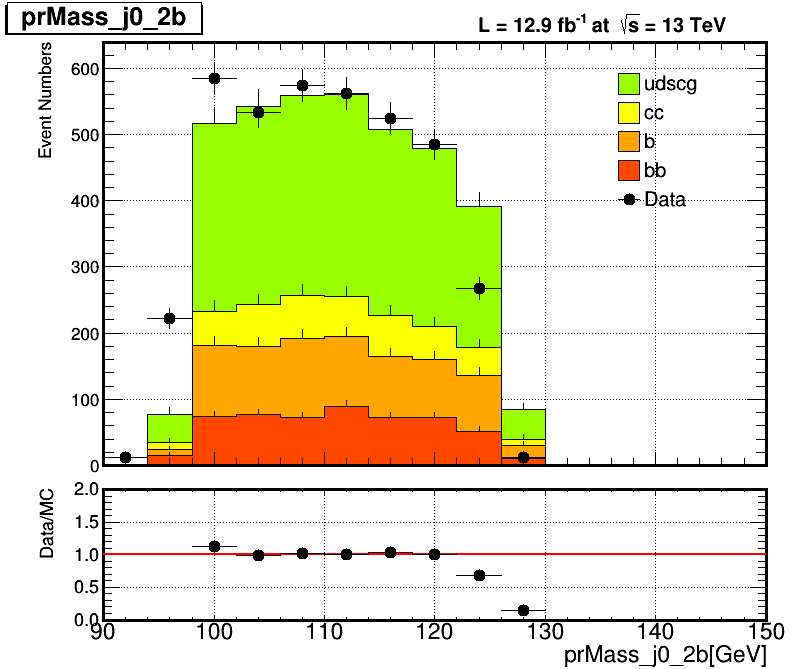 prMass_j0_2b
L = 12.9 fb-1 at √s = 13 TeV
Event Numbers
600
500
400
300
200
100
0
udscg
cc
b
bb
Data
Data/MC
2.0
1.5
1.0
0.5
0.0
90 100 110 120 130 140 150
prMass_j0_2b[GeV]